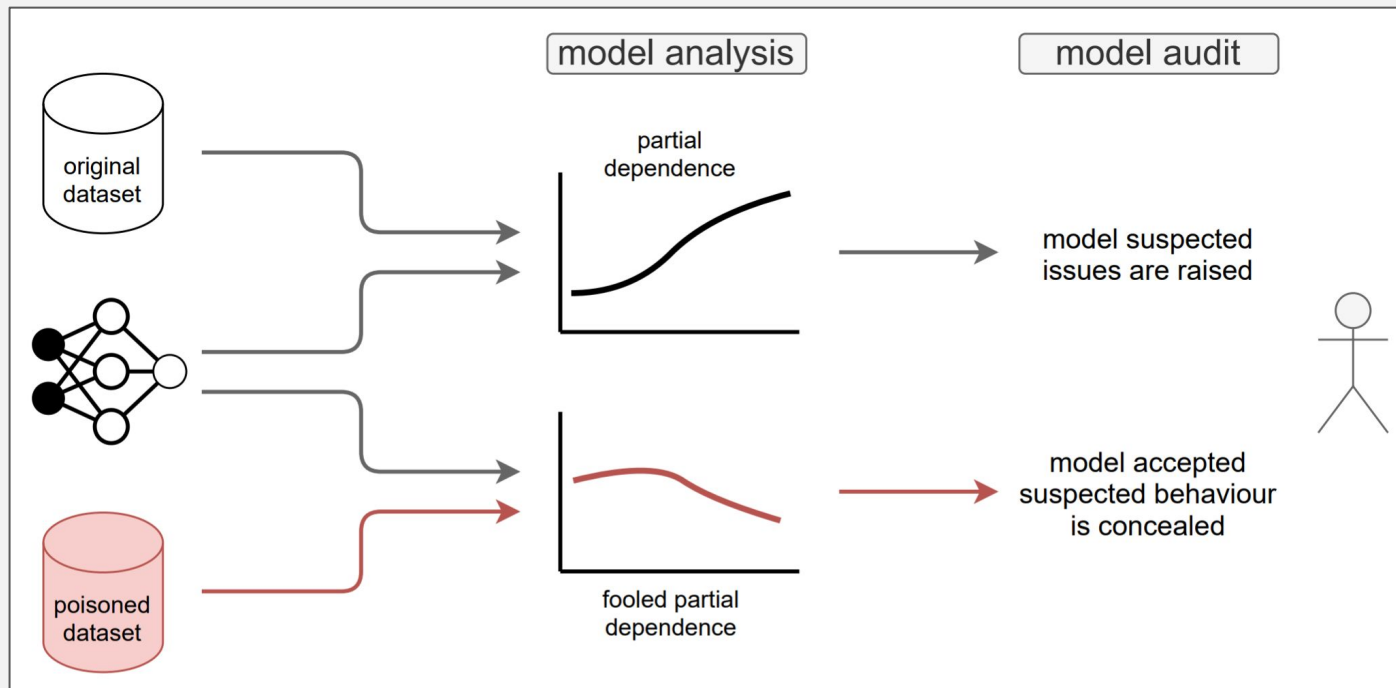 model analysis
model audit
original
dataset
partial
dependence
model suspected
issues are raised
model accepted
suspected behaviour
is concealed
poisoned
dataset
fooled partial
dependence